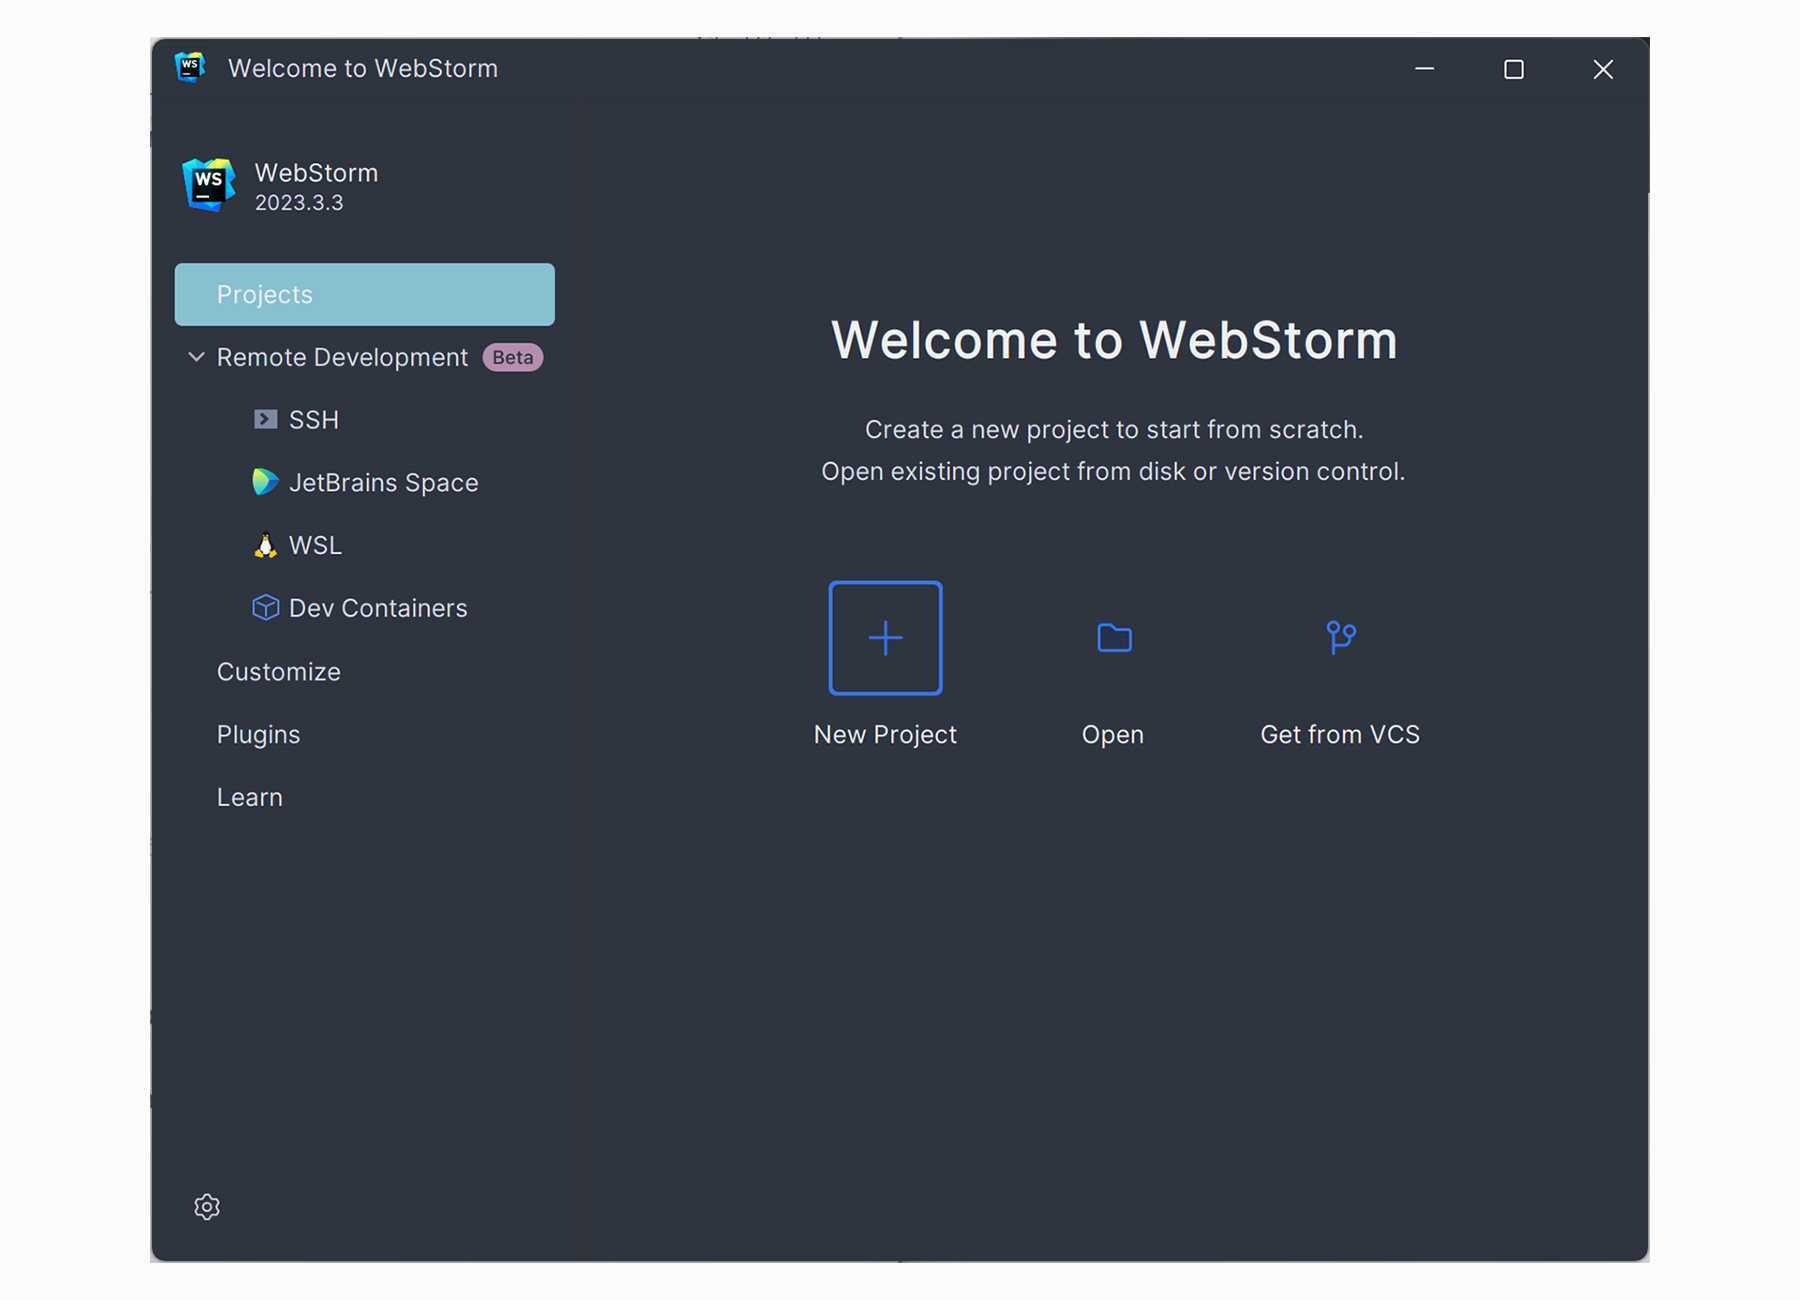 WS Welcome to WebStorm
WS WebStorm
2023.3.3
Projects
Remote Development Beta
SSH
JetBrains Space
WSL
Dev Containers
Customize
Plugins
Learn
Welcome to WebStorm
Create a new project to start from scratch.
Open existing project from disk or version control.
New Project Open Get from VCS